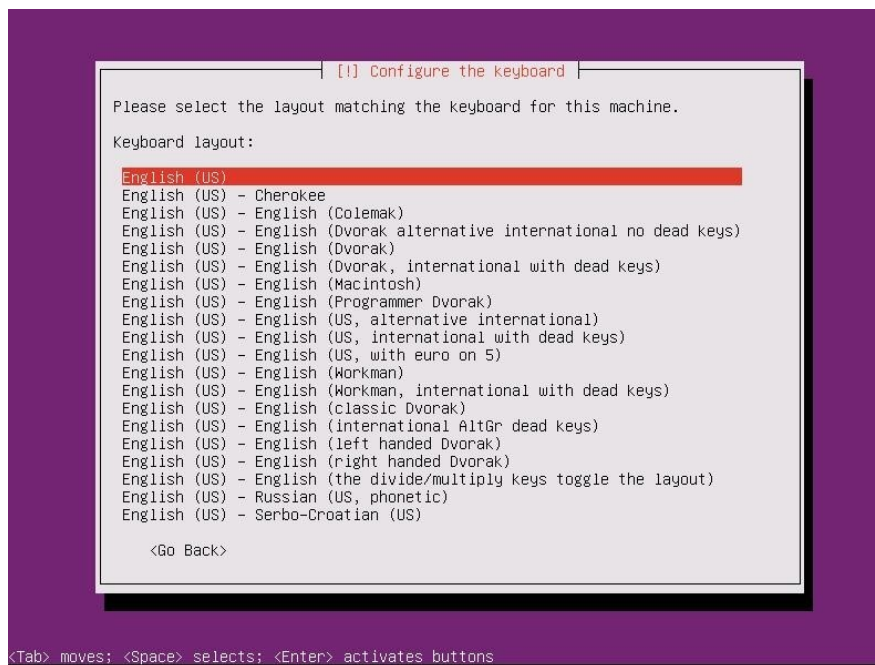 [!] Configure the keyboard
Please select the layout matching the keyboard for this machine.
Keyboard layout:
English (US)
English (US) - Cherokee
English (US) - English (Colemak)
English (US) - English (Dvorak alternative international no dead keys)
English (US) - English (Dvorak)
English (US) - English (Dvorak, international with dead keys)
English (US) - English (Macintosh)
English (US) - English (Programmer Dvorak)
English (US) - English (US, alternative international)
English (US) - English (US, international with dead keys)
English (US) - English (US, with euro on 5)
English (US) - English (Workman)
English (US) - English (Workman, international with dead keys)
English (US) - English (classic Dvorak)
English (US) - English (international AltGr dead keys)
English (US) - English (left handed Dvorak)
English (US) - English (right handed Dvorak)
English (US) - English (the divide/multiply keys toggle the layout)
English (US) - Russian (US, phonetic)
English (US) - Serbo-Croatian (US)
<Go Back>
<Tab> moves; <Space> selects; <Enter> activates buttons